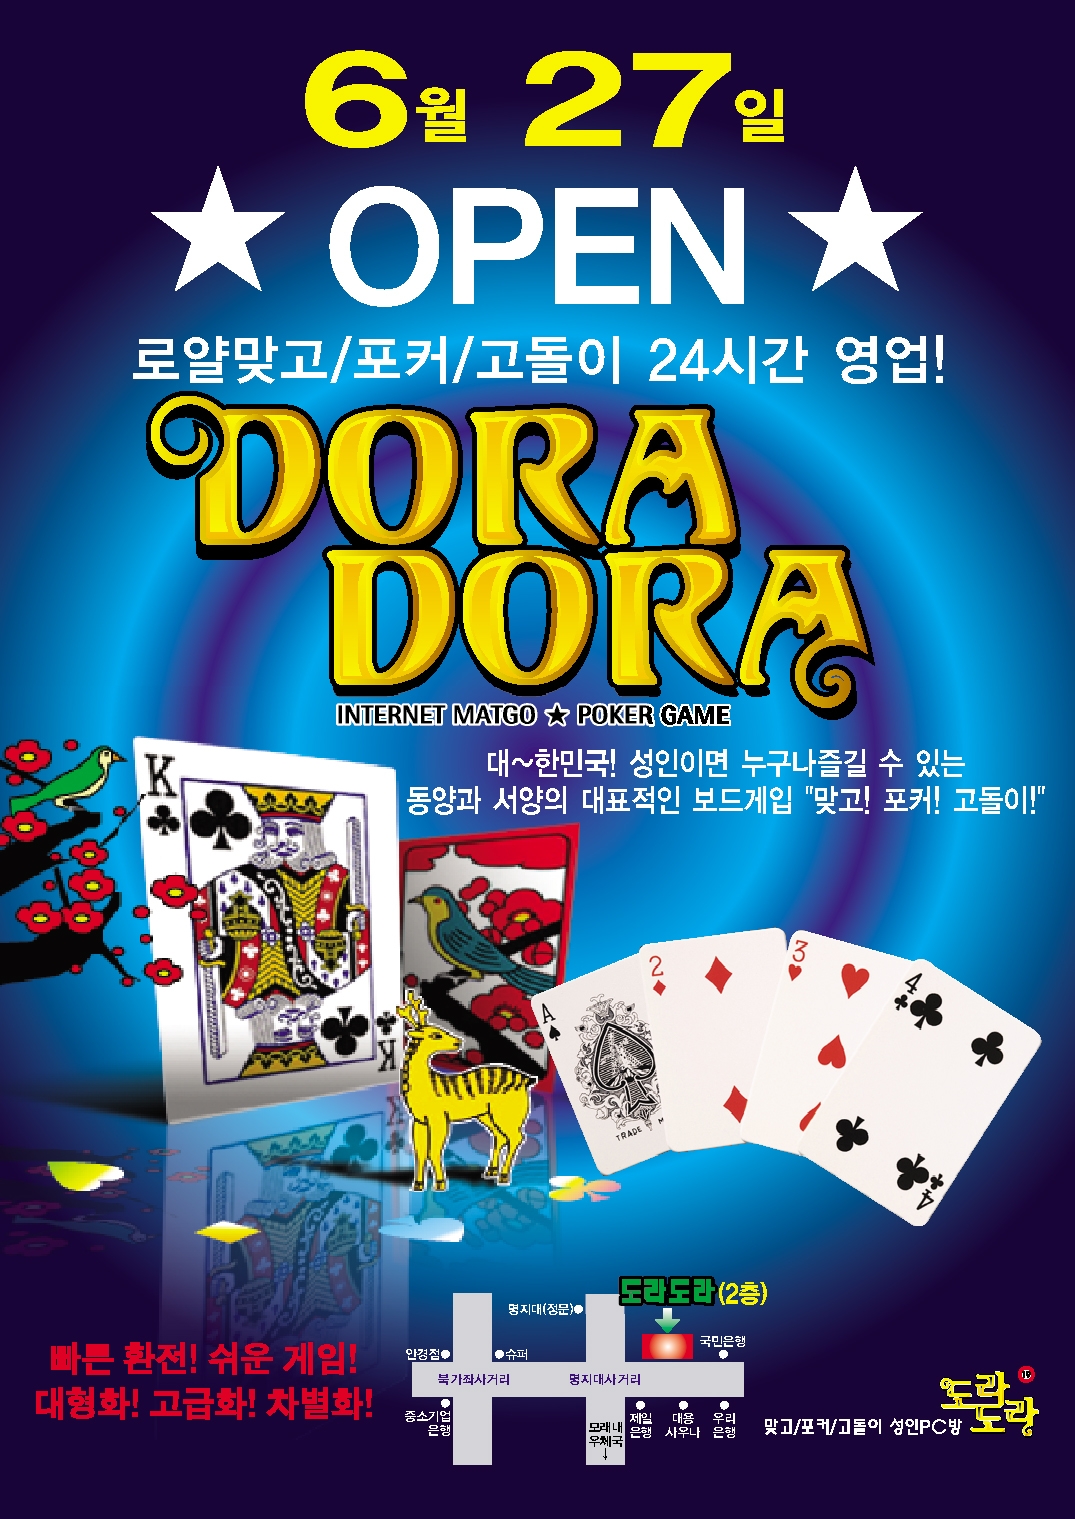 6월 27일
★ OPEN ★
로얄맞고/포커/고돌이 24시간 영업!
DORA
DORA
INTERNET MATGO ★ POKER GAME
대~한민국! 성인이면 누구나즐길 수 있는
동양과 서양의 대표적인 보드게임 "맞고! 포커! 고돌이!"
K
K
A
TRADE
2
3
4
4
빠른 환전! 쉬운 게임!
대형화! 고급화! 차별화!
도라도라(2층)
명지대(정문)
국민은행
안경점
슈퍼
북가좌사거리
명지대사거리
중소기업
은행
모래내
우체국
↓
제일
은행
대응
사우나
우리
은행
맞고/포커/고돌이 성인PC방
도라
도라